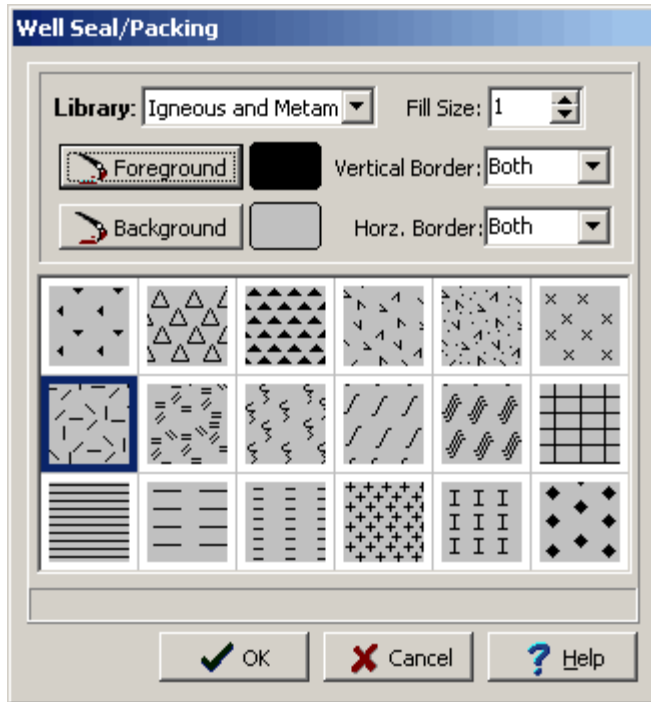 Well Seal/Packing
Library: Igneous and Metam Fill Size: 1
Foreground Vertical Border: Both
Background Horz. Border: Both
OK Cancel Help